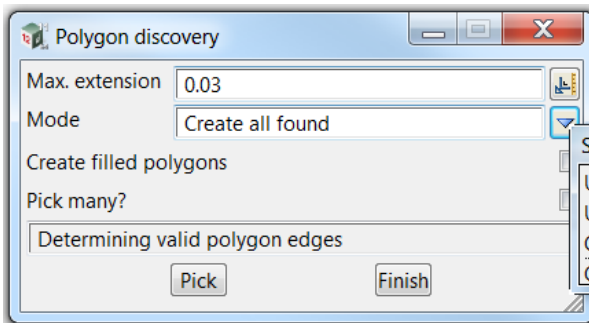 Polygon discovery
Max. extension 0.03
Mode Create all found
Create filled polygons
Pick many?
Determining valid polygon edges
Pick Finish